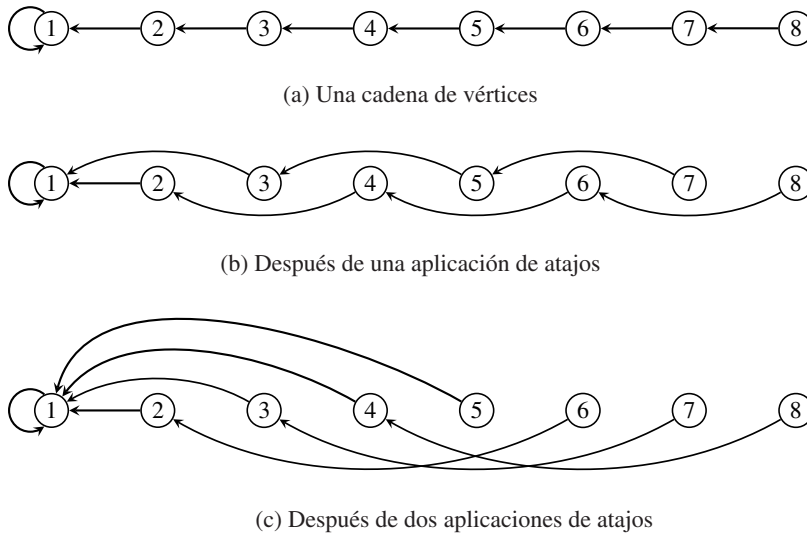 1 2 3 4 5 6 7 8
(a) Una cadena de vértices
1 2 3 4 5 6 7 8
(b) Después de una aplicación de atajos
1 2 3 4 5 6 7 8
(c) Después de dos aplicaciones de atajos